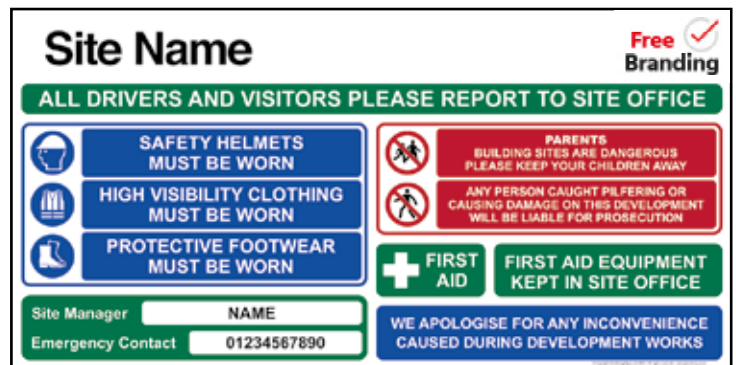 Site Name
Free
Branding
ALL DRIVERS AND VISITORS PLEASE REPORT TO SITE OFFICE
SAFETY HELMETS
MUST BE WORN
HIGH VISIBILITY CLOTHING
MUST BE WORN
PROTECTIVE FOOTWEAR
MUST BE WORN
Site Manager NAME
Emergency Contact 01234567890
PARENTS
BUILDING SITES ARE DANGEROUS
PLEASE KEEP YOUR CHILDREN AWAY
ANY PERSON CAUGHT PILFERING OR
CAUSING DAMAGE ON THIS DEVELOPMENT
WILL BE LIABLE FOR PROSECUTION
FIRST
AID
FIRST AID EQUIPMENT
KEPT IN SITE OFFICE
WE APOLOGISE FOR ANY INCONVENIENCE
CAUSED DURING DEVELOPMENT WORKS